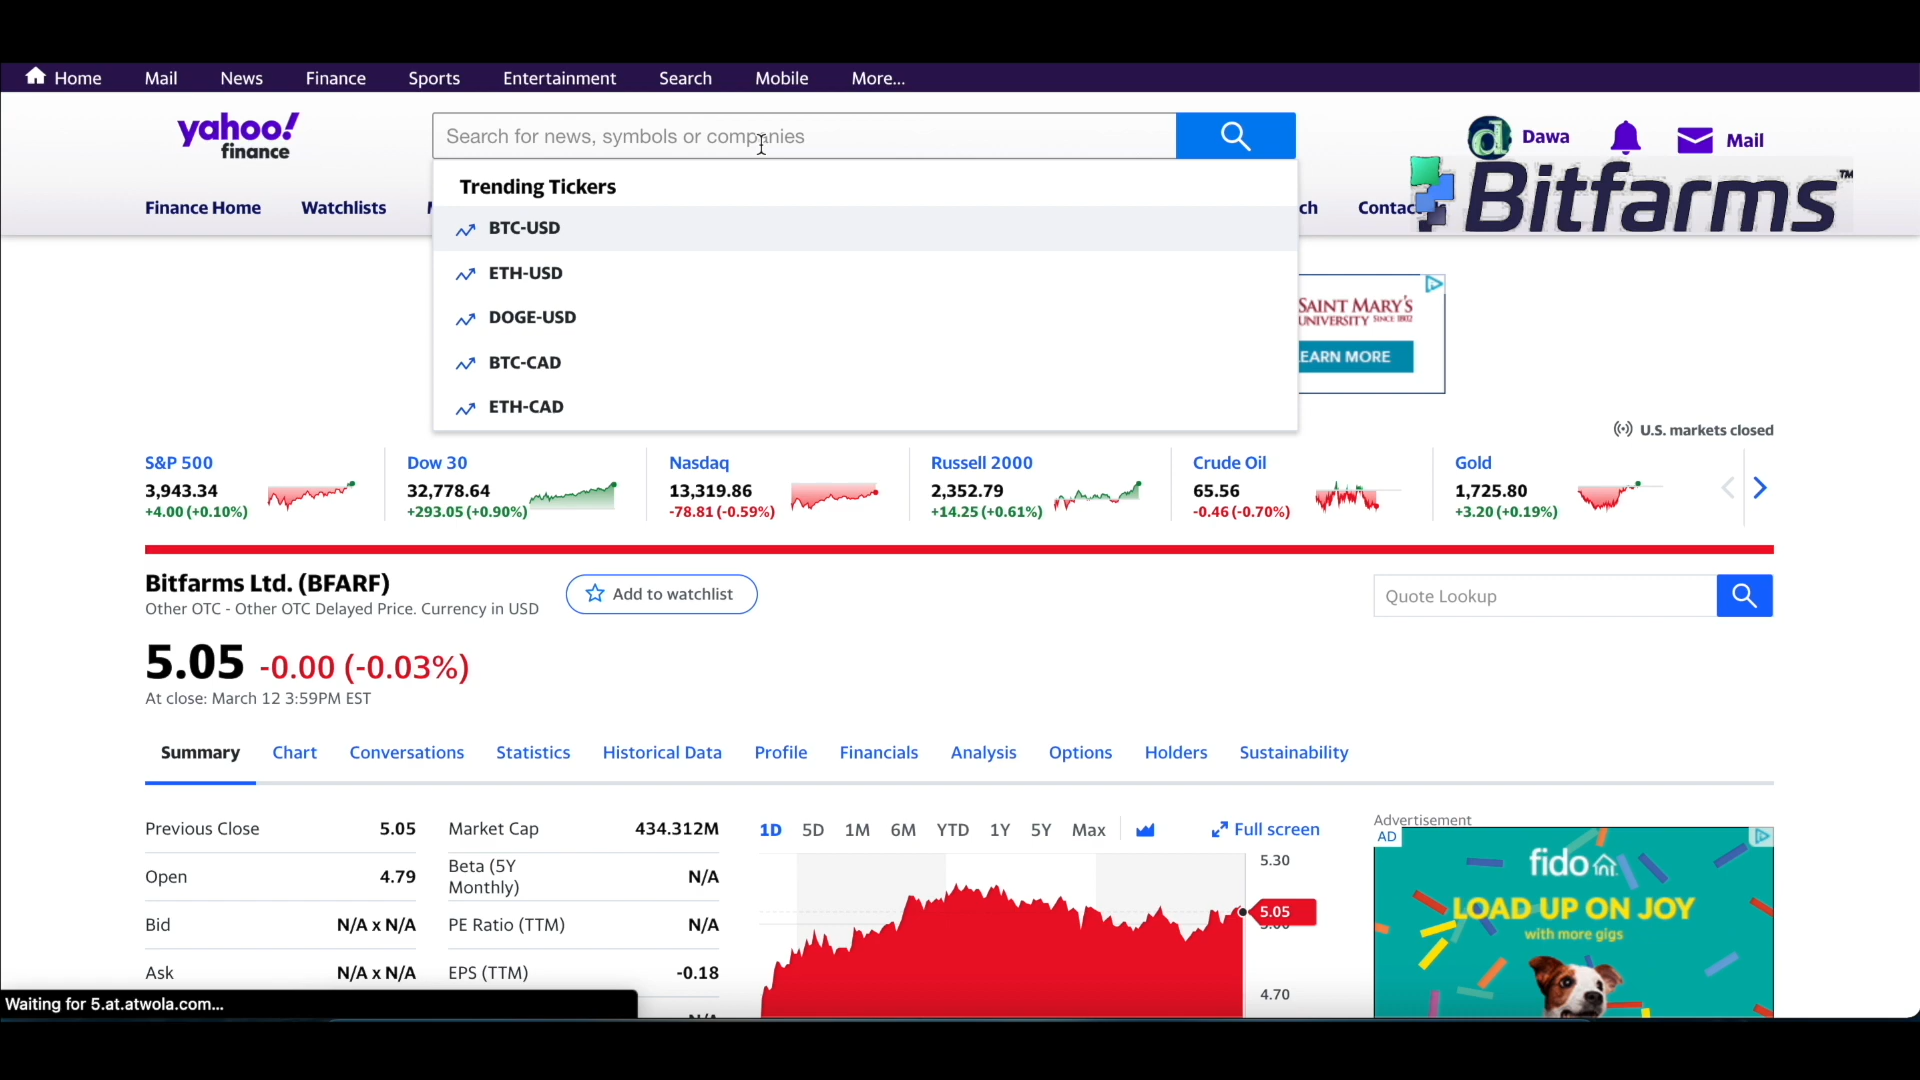 Home Mail News Finance Sports Entertainment Search Mobile More...
yahoo!
finance
Search for news, symbols or companies
Dawa
Mail
Bitfarms™
Finance Home Watchlists
Trending Tickers
BTC-USD
ETH-USD
DOGE-USD
BTC-CAD
ETH-CAD
SAINT MARY'S
UNIVERSITY SINCE 1802
EARN MORE
U.S. markets closed
S&P 500 Dow 30 Nasdaq Russell 2000 Crude Oil Gold
3,943.34 32,778.64 13,319.86 2,352.79 65.56 1,725.80
+4.00 (+0.10%) +293.05 (+0.90%) -78.81 (-0.59%) +14.25 (+0.61%) -0.46 (-0.70%) +3.20 (+0.19%)
Bitfarms Ltd. (BFARF)
Other OTC - Other OTC Delayed Price. Currency in USD
Add to watchlist
Quote Lookup
5.05 -0.00 (-0.03%)
At close: March 12 3:59PM EST
Summary Chart Conversations Statistics Historical Data Profile Financials Analysis Options Holders Sustainability
Previous Close 5.05
Open 4.79
Bid N/A x N/A
Ask N/A x N/A
Market Cap 434.312M
Beta (5Y
Monthly) N/A
PE Ratio (TTM) N/A
EPS (TTM) -0.18
1D 5D 1M 6M YTD 1Y 5Y Max Full screen
5.30
5.05
4.70
Advertisement
AD
fido
LOAD UP ON JOY
with more gigs
Waiting for 5.at.atwola.com...